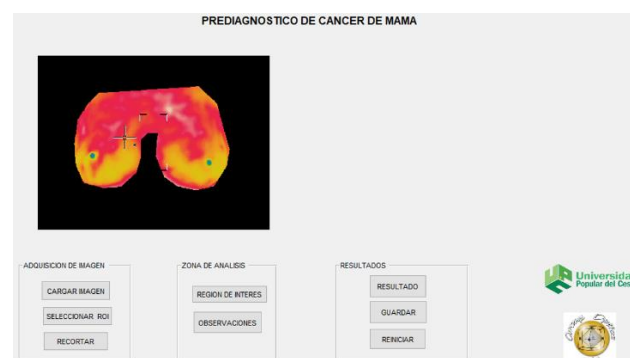 PREDIAGNOSTICO DE CANCER DE MAMA
ADQUISICION DE IMAGEN
CARGAR IMAGEN
SELECCIONAR ROI
RECORTAR
ZONA DE ANALISIS
REGION DE INTERES
OBSERVACIONES
RESULTADOS
RESULTADO
GUARDAR
REINICIAR
Universida
Popular del Ces